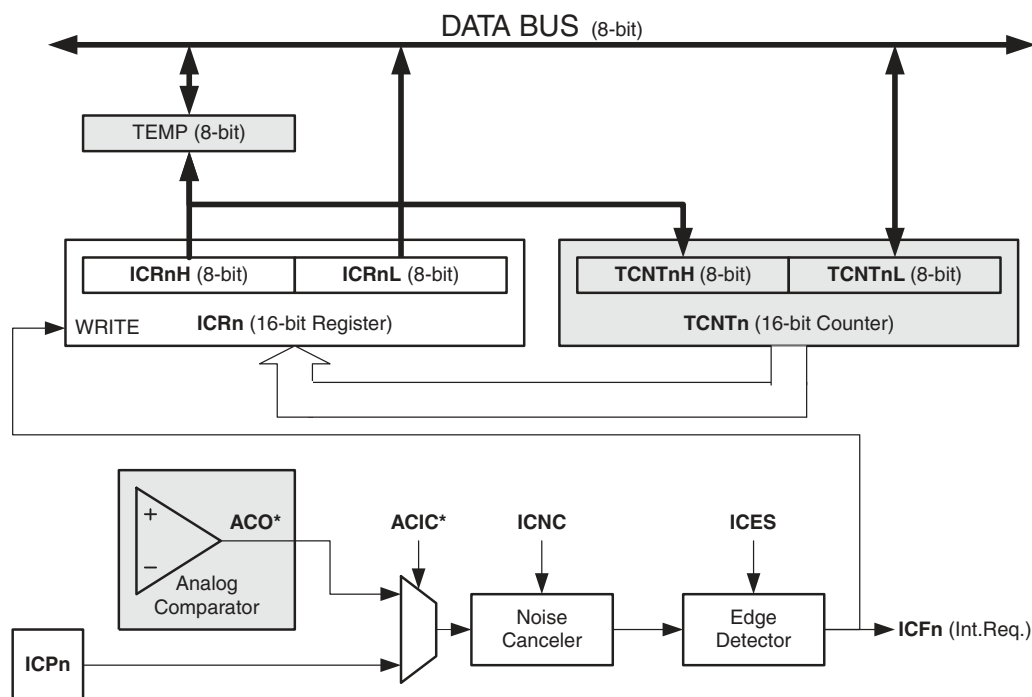 DATA BUS (8-bit)
TEMP (8-bit)
ICRnH (8-bit)
ICRnL (8-bit)
TCNTnH (8-bit)
TCNTnL (8-bit)
WRITE
ICRn (16-bit Register)
TCNTn (16-bit Counter)
+
−
ACO*
Analog
Comparator
ACIC*
ICNC
ICES
Noise
Canceler
Edge
Detector
ICFn (Int.Req.)
ICPn